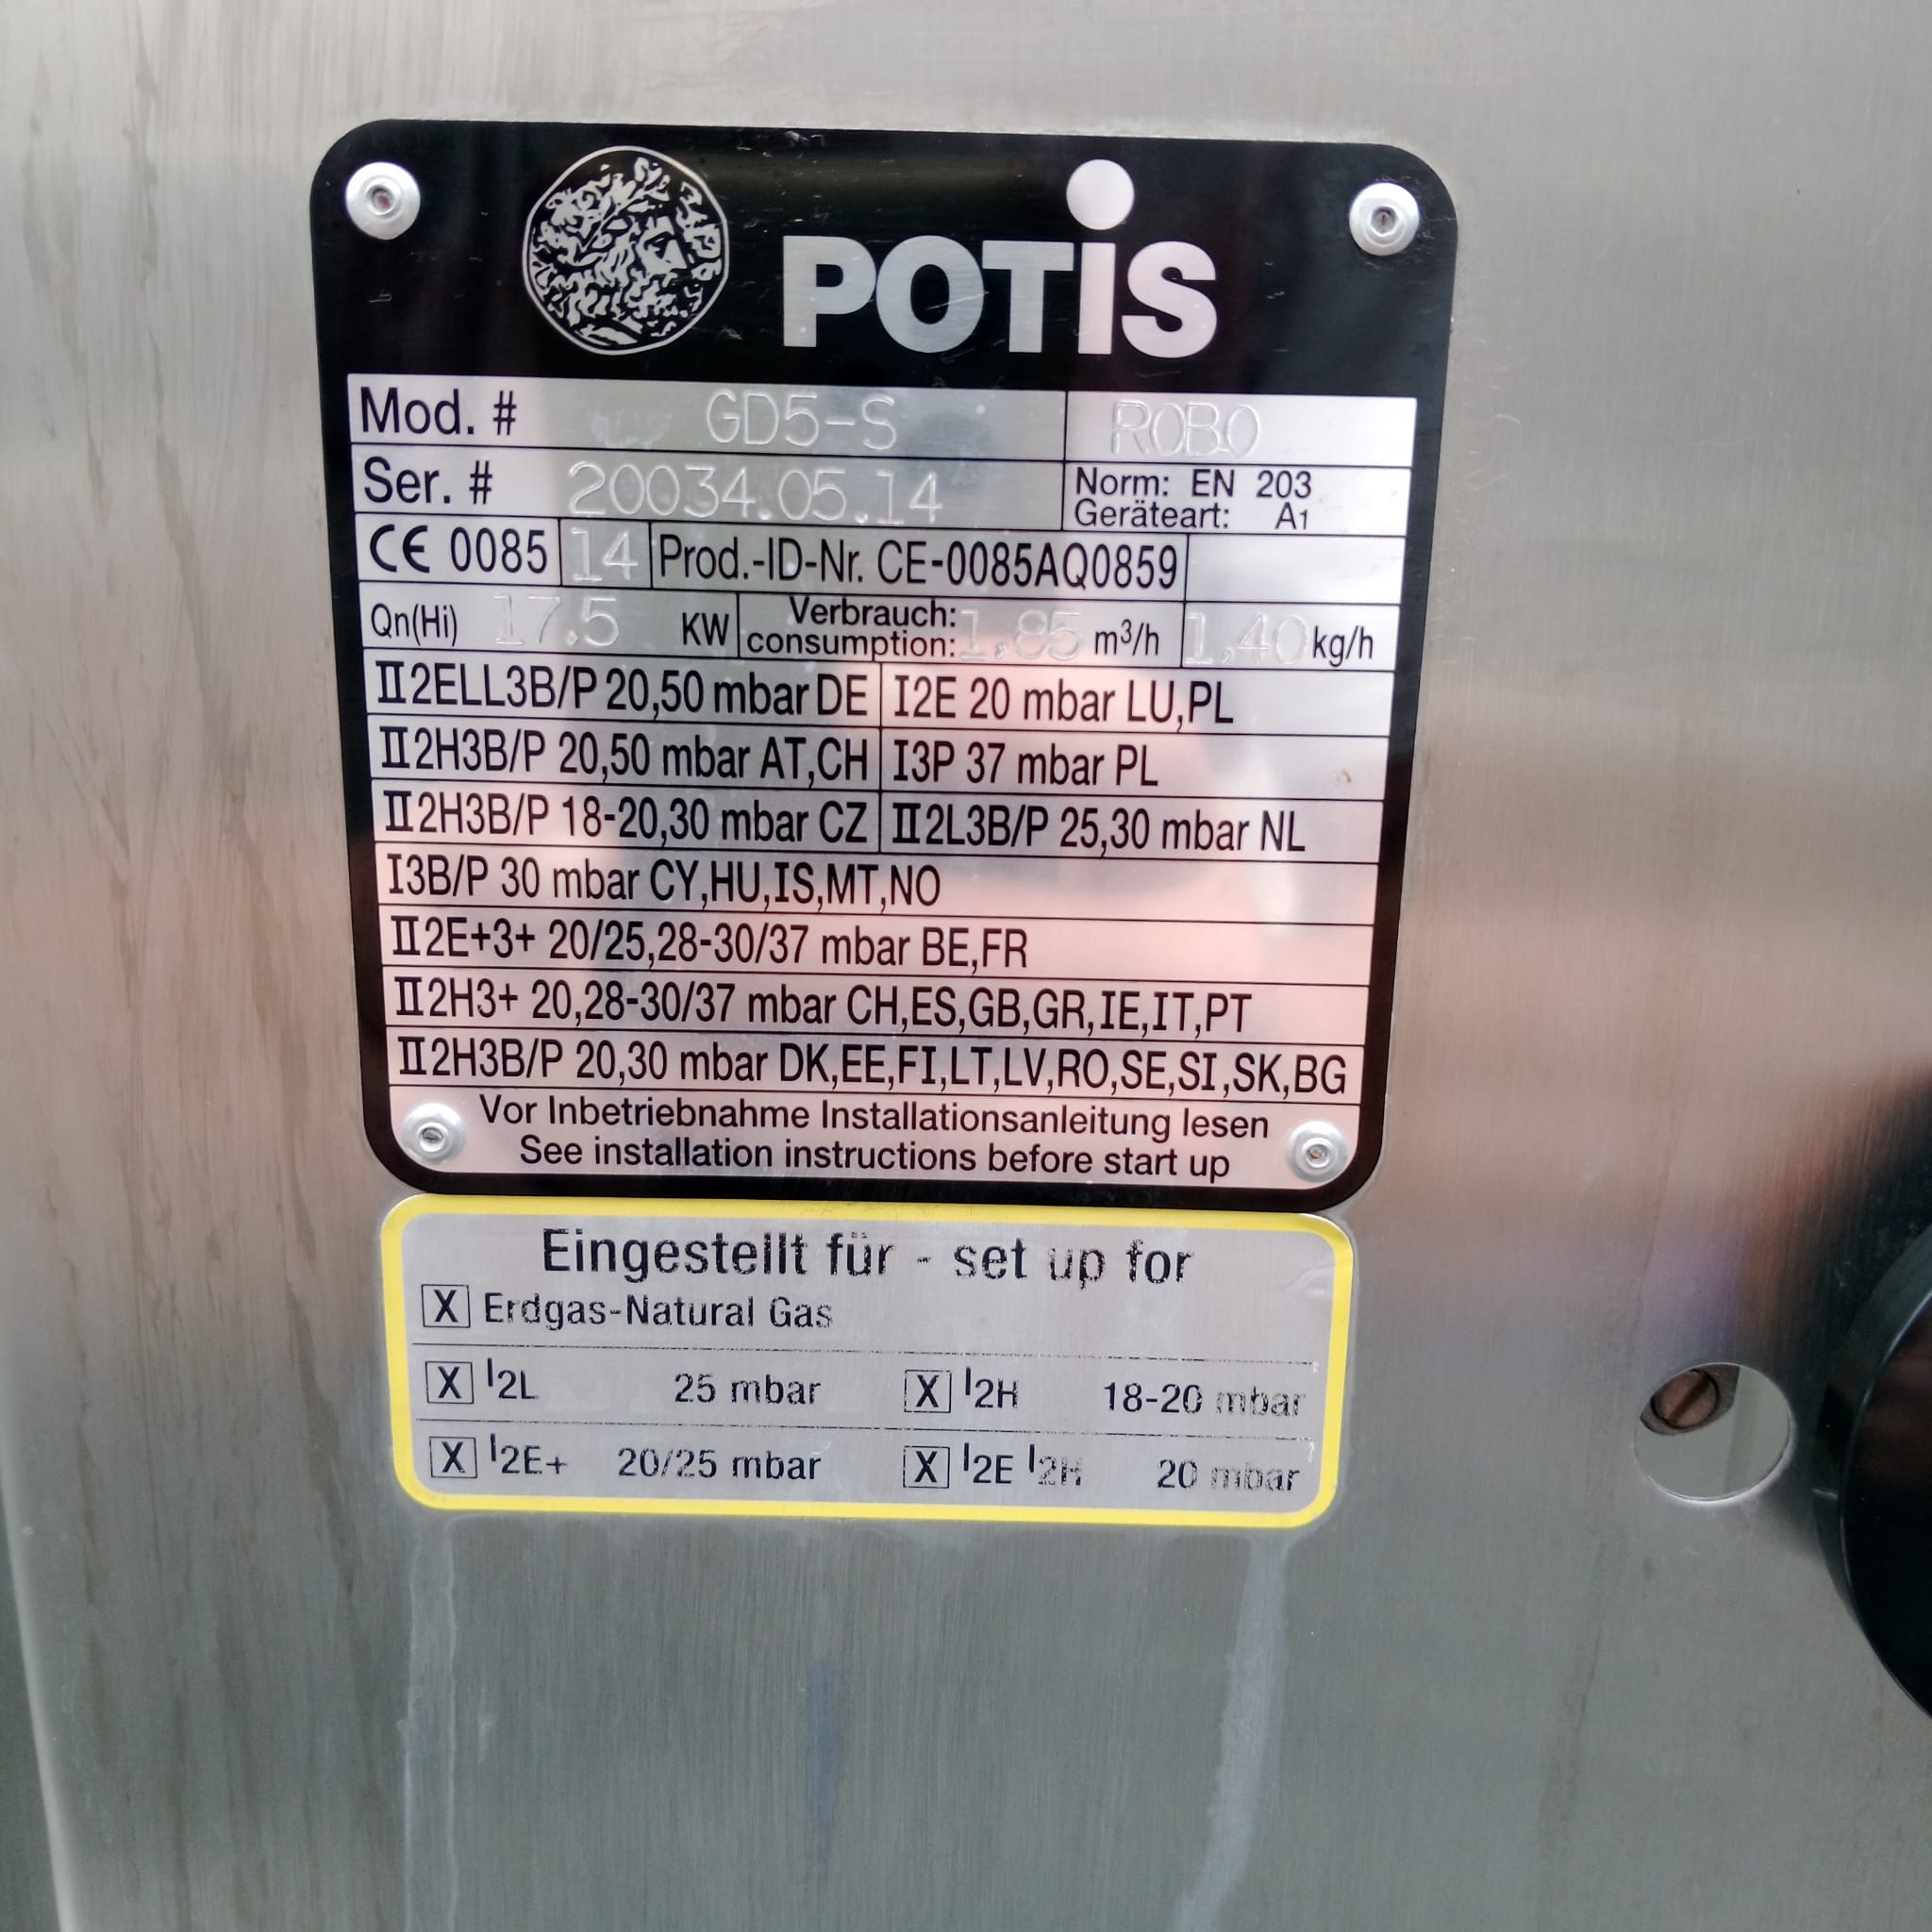 POTiS
Mod. # GD5-S ROBO
Ser. # 20034.05.14 Norm: EN 203
Geräteart: A1
CE 0085 14 Prod.-ID-Nr. CE-0085AQ0859
Qn(Hi) 17.5 KW Verbrauch:
consumption: 1,85 m³/h 1,40 kg/h
II2ELL3B/P 20,50 mbar DE I2E 20 mbar LU,PL
II2H3B/P 20,50 mbar AT,CH I3P 37 mbar PL
II2H3B/P 18-20,30 mbar CZ II2L3B/P 25,30 mbar NL
I3B/P 30 mbar CY,HU,IS,MT,NO
II2E+3+ 20/25,28-30/37 mbar BE,FR
II2H3+ 20,28-30/37 mbar CH,ES,GB,GR,IE,IT,PT
II2H3B/P 20,30 mbar DK,EE,FI,LT,LV,RO,SE,SI,SK,BG
Vor Inbetriebnahme Installationsanleitung lesen
See installation instructions before start up
Eingestellt für - set up for
X Erdgas-Natural Gas
X I2L 25 mbar X I2H 18-20 mbar
X I2E+ 20/25 mbar X I2E I2H 20 mbar